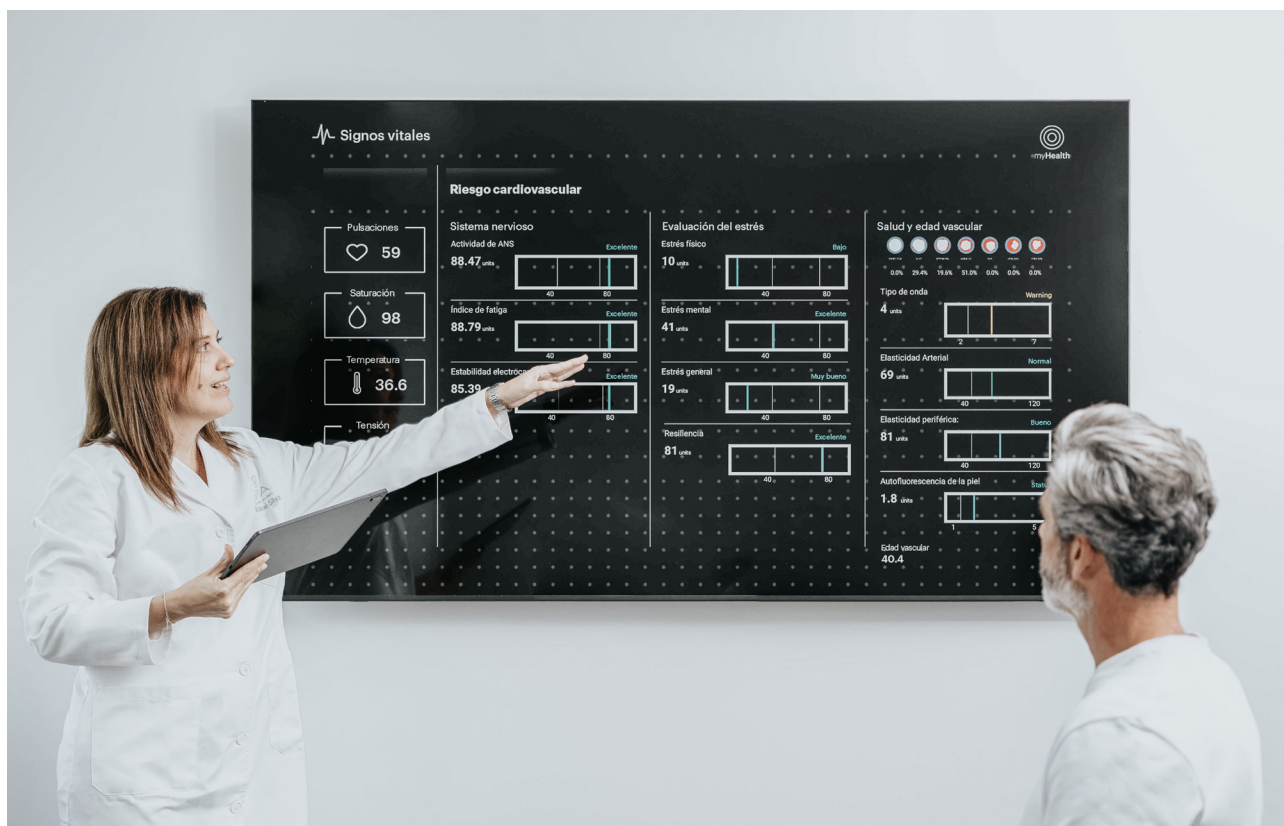 Signos vitales
myHealth
Riesgo cardiovascular
Pulsaciones
59
Saturación
98
Temperatura
36.6
Tensión
Sistema nervioso
Actividad de ANS
Excelente
88.47 units
40 80
Índice de fatiga
Excelente
88.79 units
40 80
Estabilidad electroca
Excelente
85.39
40 80
Evaluación del estrés
Estrés físico
Bajo
10 units
40 80
Estrés mental
Excelente
41 units
40 80
Estrés general
Muy bueno
19 units
40 80
Resiliencia
Excelente
81 units
40 80
Salud y edad vascular
0.0% 29.4% 19.6% 51.0% 0.0% 0.0% 0.0%
Tipo de onda
Warning
4 units
2 7
Elasticidad Arterial
Normal
69 units
40 120
Elasticidad periférica:
Bueno
81 units
40 120
Autofluorescencia de la piel
Statu
1.8 units
1 5
Edad vascular
40.4